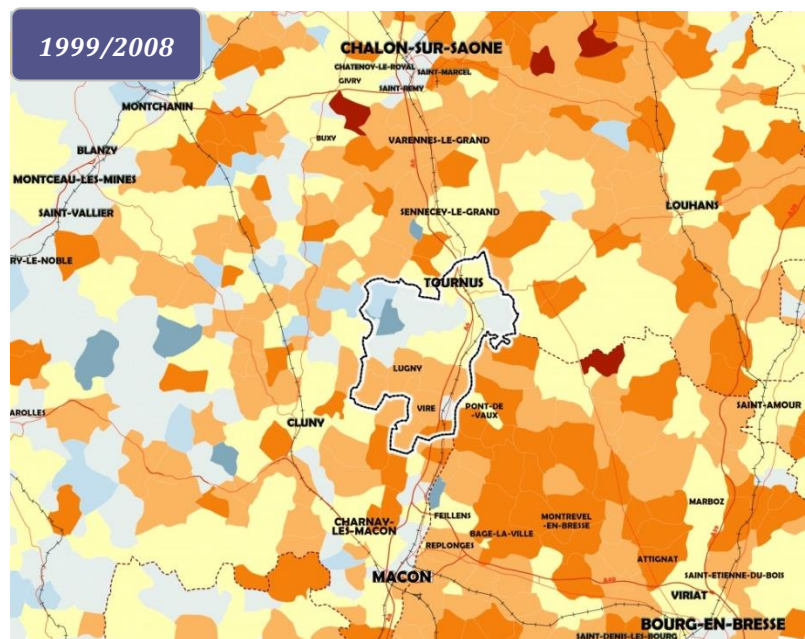 1999/2008
CHALON-SUR-SAONE
CHATENOY-LE-ROYAL
SAINT-MARCEL
GIVRY
SAINT-REMY
MONTCHANIN
BUXY
VARENNES-LE-GRAND
BLANZY
MONTCEAU-LES-MINES
SAINT-VALLIER
SENNECEY-LE-GRAND
LOUHANS
RY-LE-NOBLE
TOURNUS
LUGNY
VIRE
PONT-DE
-VAUX
SAINT-AMOUR
AROLLES
CLUNY
MARBOZ
CHARNAY-
LES-MACON
FEILLENS
MONTREVEL
-EN-BRESSE
BAGE-LA-VILLE
REPLONGES
ATTIGNAT
MACON
SAINT-ETIENNE-DU-BOIS
VIRIAT
BOURG-EN-BRESSE
SAINT-DENIS-LES-BOURG